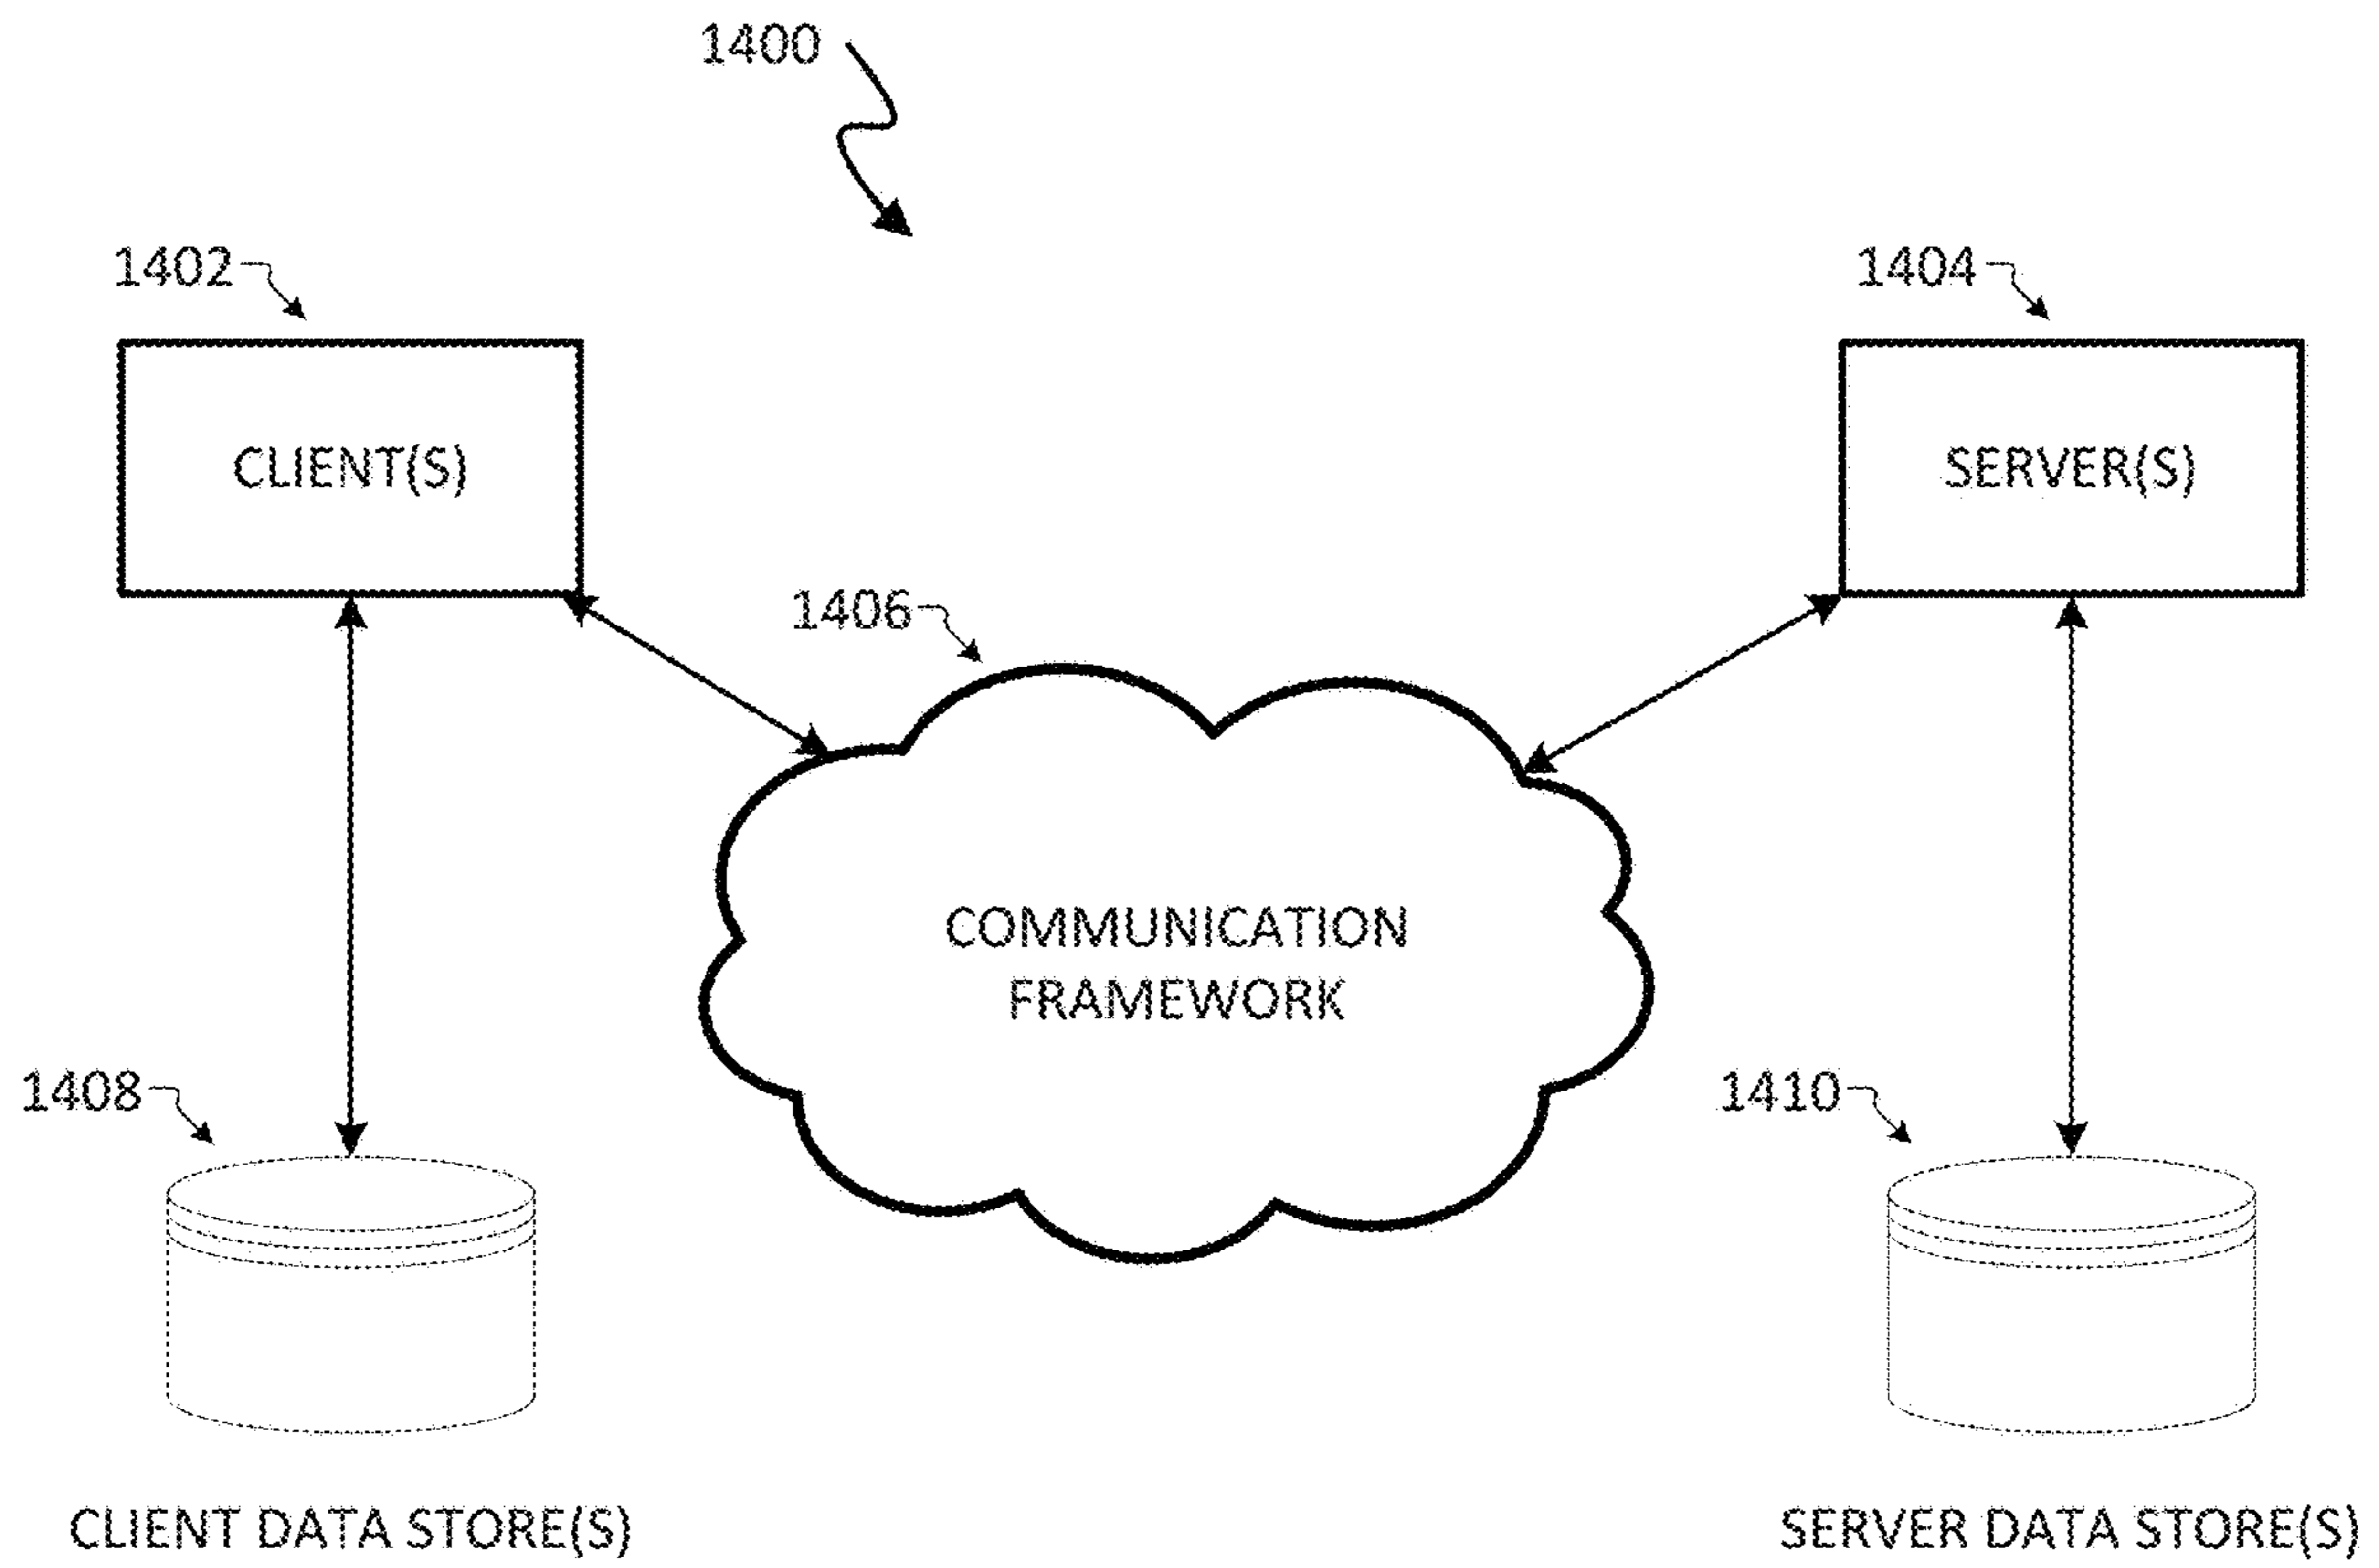 1400
1402
1404
CLIENT(S)
SERVER(S)
1406
COMMUNICATION
FRAMEWORK
1408
1410
CLIENT DATA STORE(S)
SERVER DATA STORE(S)